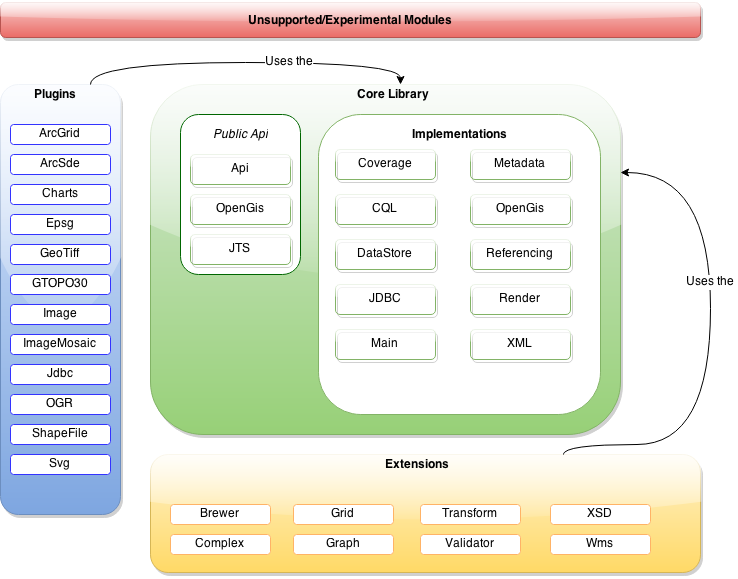 Unsupported/Experimental Modules
Uses the
Plugins
ArcGrid
ArcSde
Charts
Epsg
GeoTiff
GTOPO30
Image
ImageMosaic
Jdbc
OGR
ShapeFile
Svg
Core Library
Public Api
Api
OpenGis
JTS
Implementations
Coverage
Metadata
CQL
OpenGis
DataStore
Referencing
JDBC
Render
Main
XML
Uses the
Extensions
Brewer
Grid
Transform
XSD
Complex
Graph
Validator
Wms